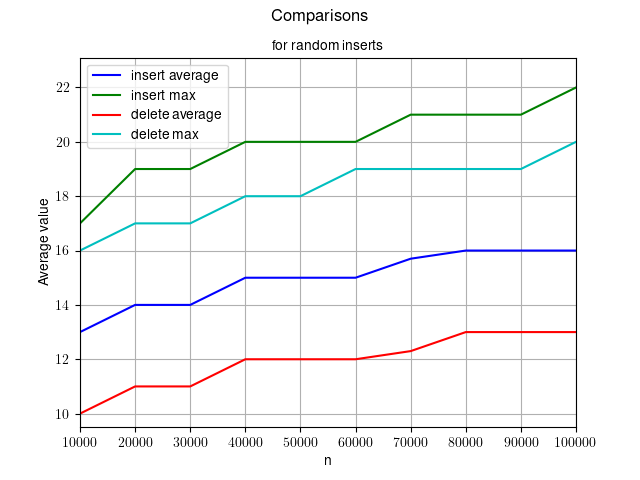 Comparisons
for random inserts
insert average
insert max
delete average
delete max
Average value
22
20
18
16
14
12
10
10000 20000 30000 40000 50000 60000 70000 80000 90000 100000
n